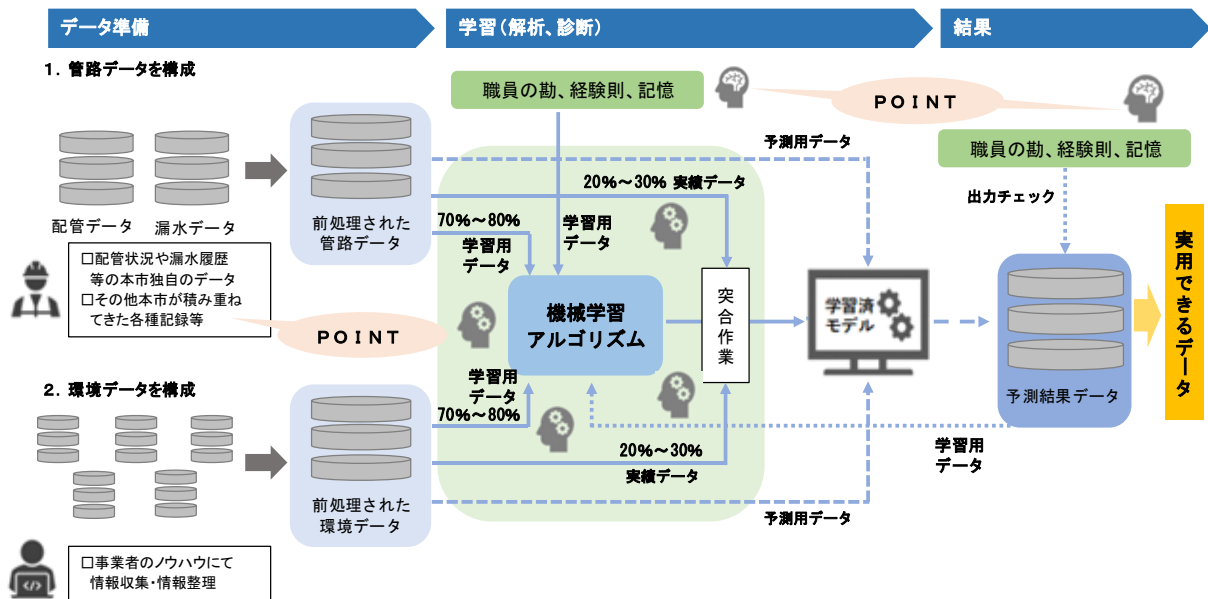 データ準備
学習(解析、診断)
結果
1. 管路データを構成
職員の勘、経験則、記憶
POINT
配管データ
漏水データ
前処理された
管路データ
□配管状況や漏水履歴
等の本市独自のデータ
□その他本市が積み重ね
てきた各種記録等
POINT
予測用データ
20%~30% 実績データ
70%~80%
学習用
データ
学習用
データ
機械学習
アルゴリズム
突合作業
学習済
モデル
職員の勘、経験則、記憶
出力チェック
予測結果データ
実用できるデータ
2. 環境データを構成
前処理された
環境データ
□事業者のノウハウにて
情報収集・情報整理
学習用
データ
70%~80%
20%~30%
実績データ
予測用データ
学習用
データ